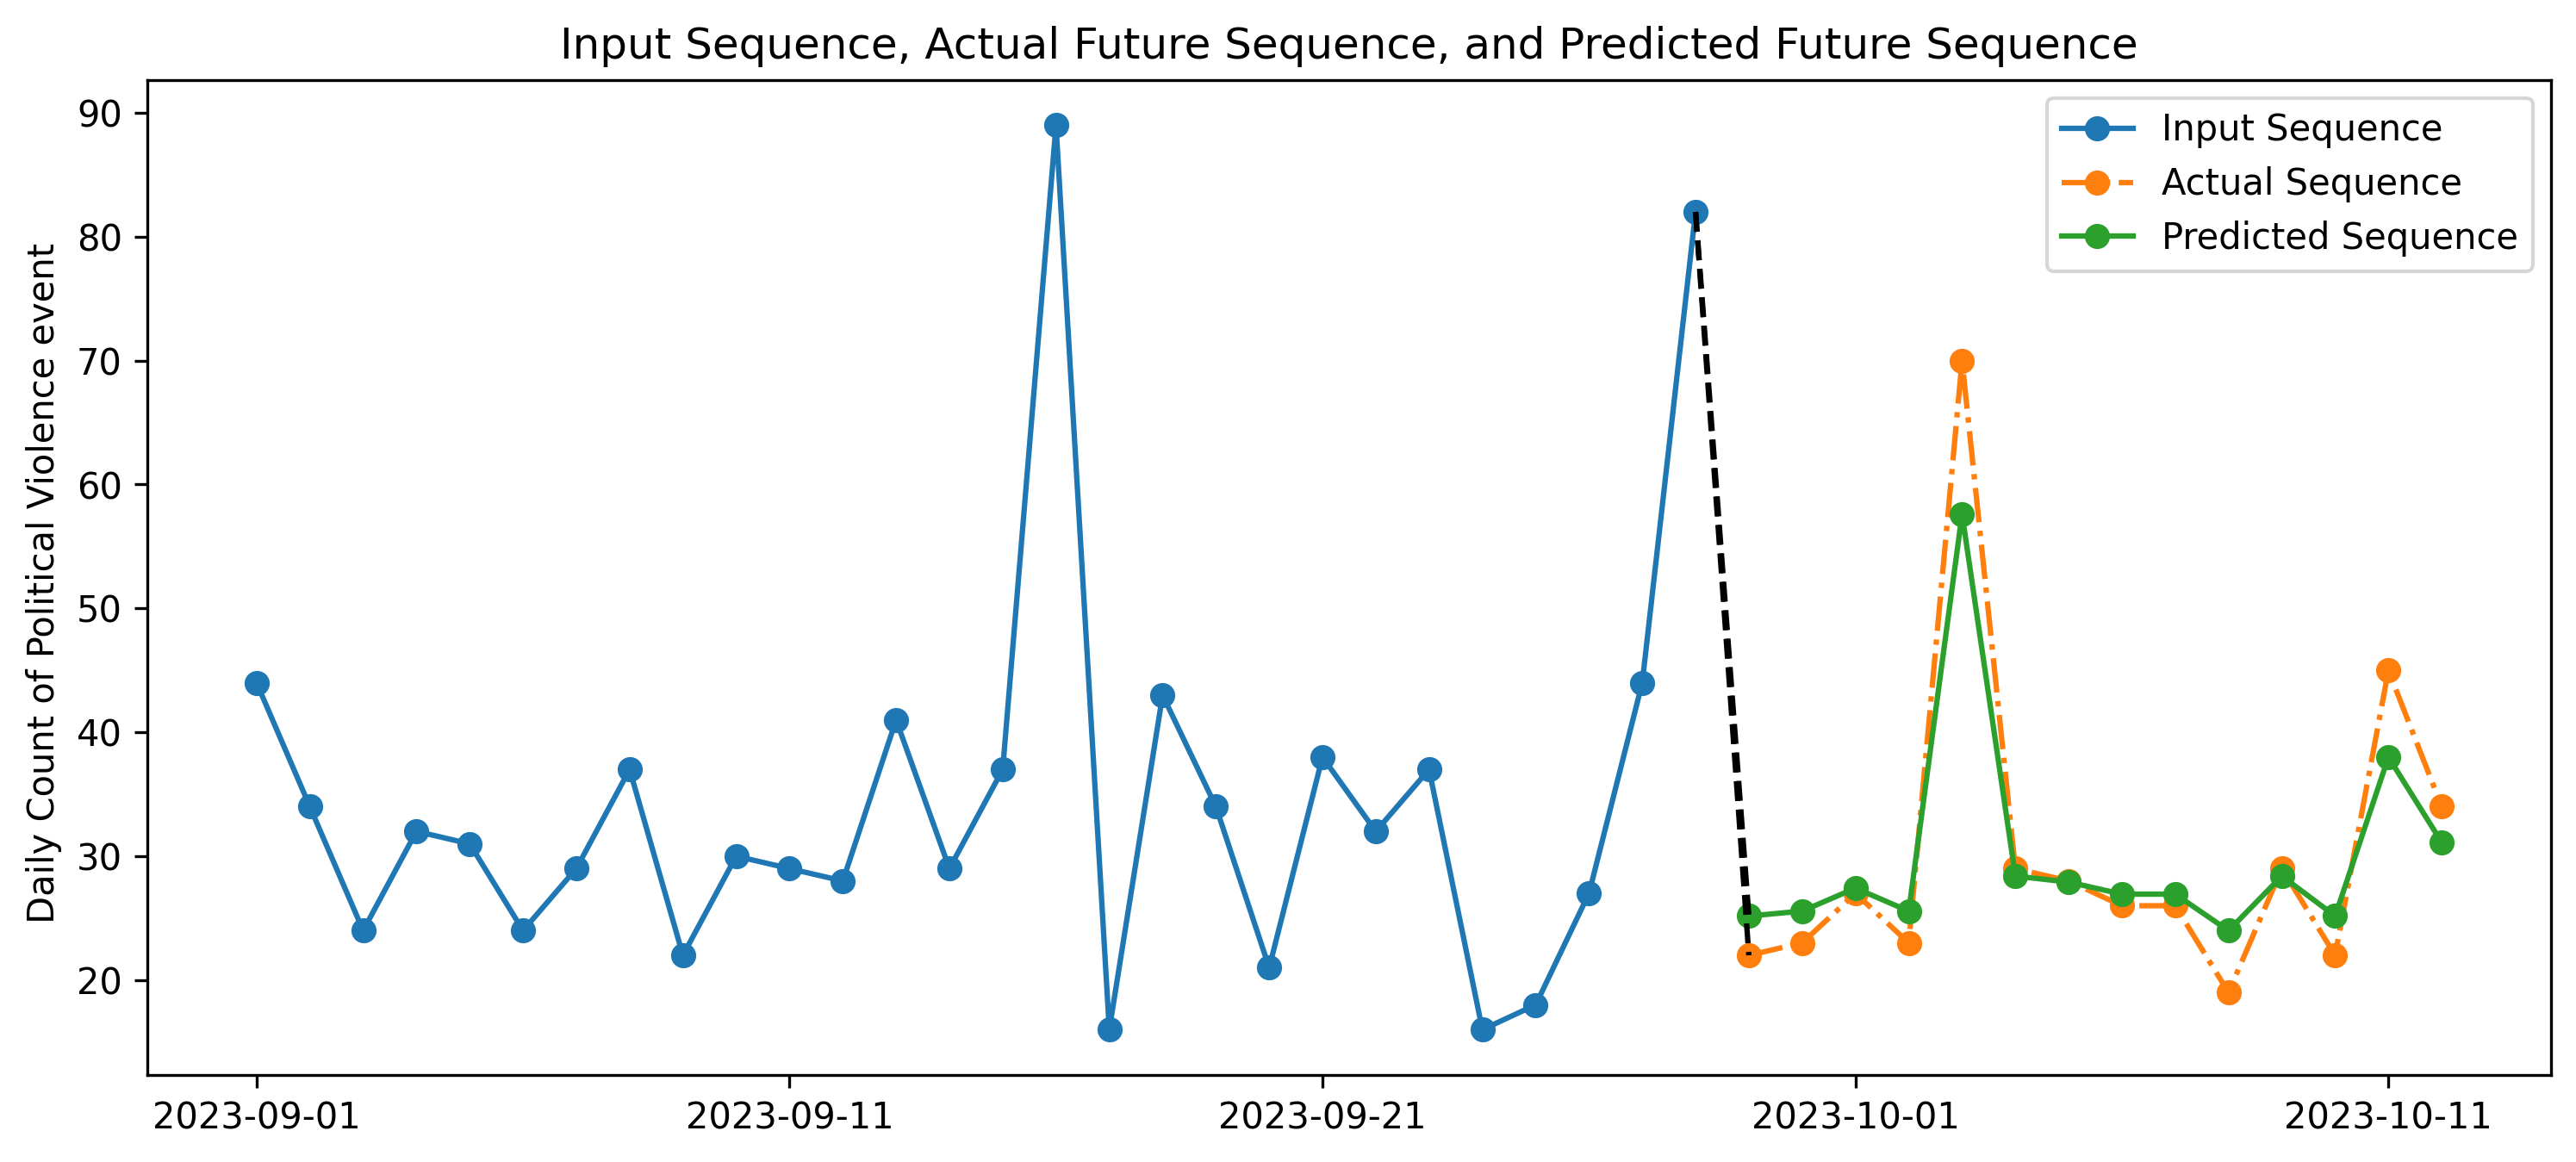 Input Sequence, Actual Future Sequence, and Predicted Future Sequence
Daily Count of Political Violence event
90
80
70
60
50
40
30
20
2023-09-01
2023-09-11
2023-09-21
2023-10-01
2023-10-11
Input Sequence
Actual Sequence
Predicted Sequence